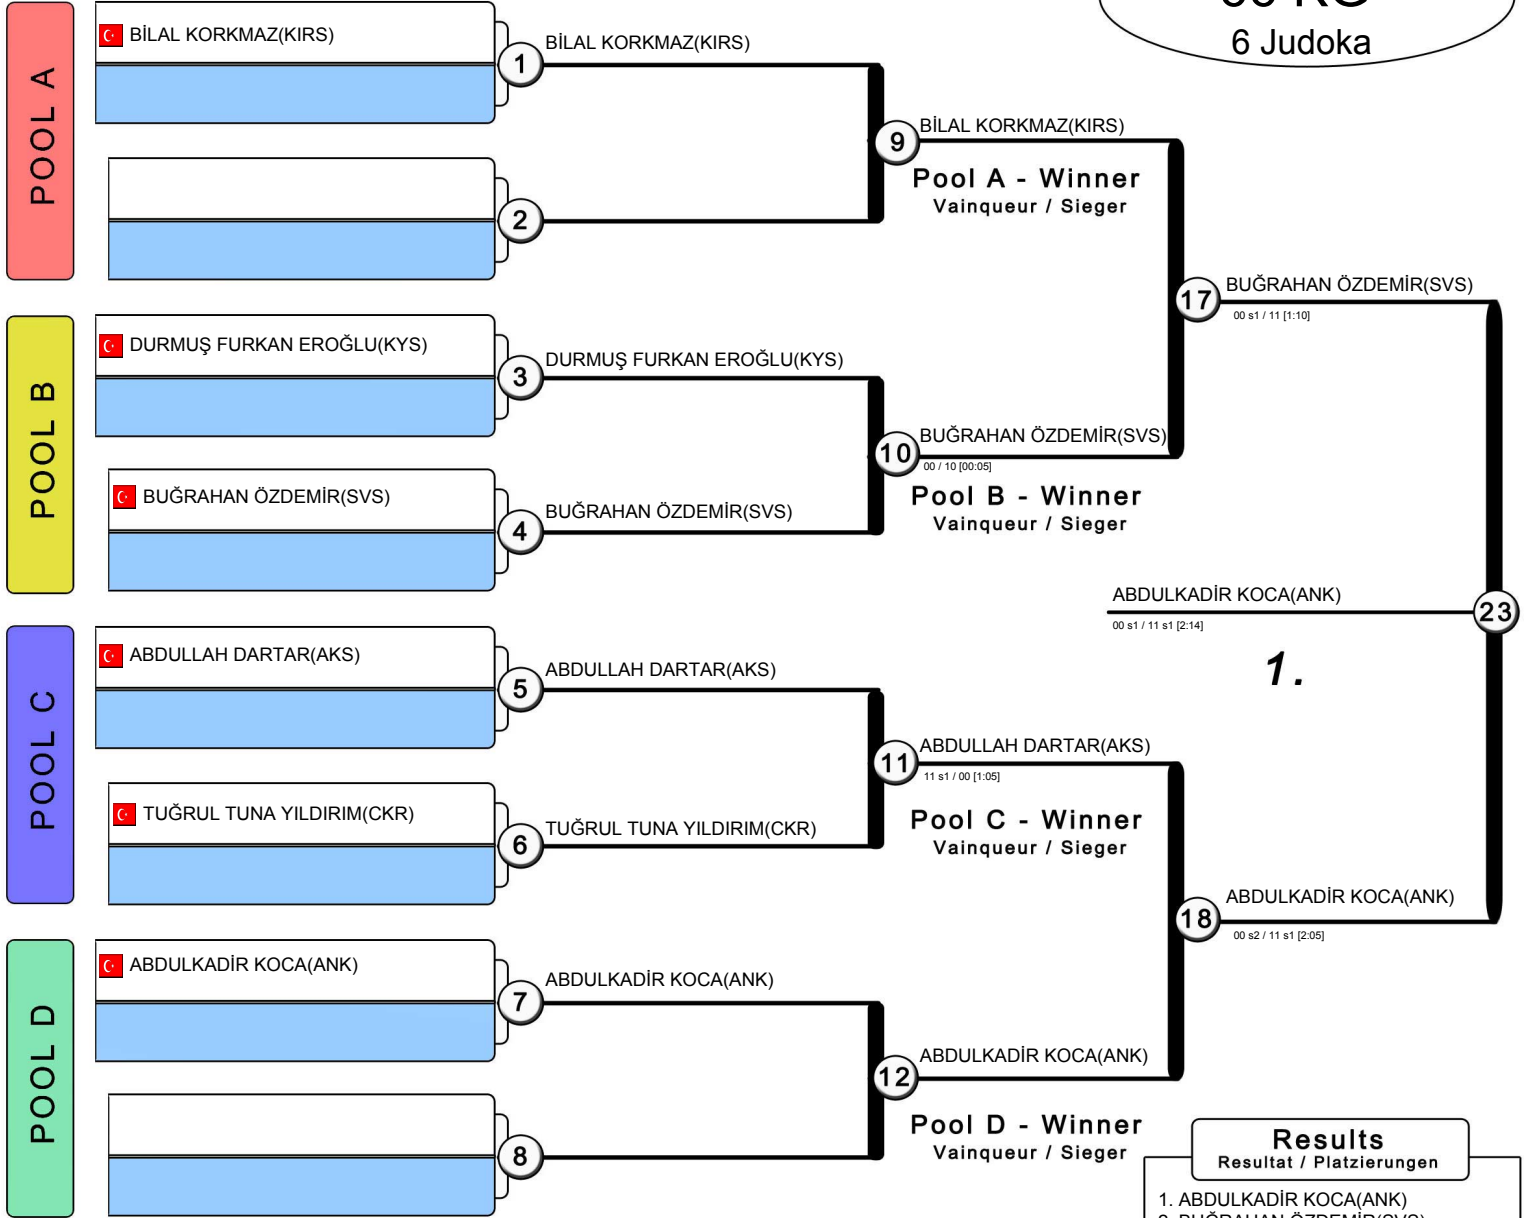 6 Judoka
POOL A
BİLAL KORKMAZ(KIRS)
1
BİLAL KORKMAZ(KIRS)
2
9
BİLAL KORKMAZ(KIRS)
Pool A - Winner
Vainqueur / Sieger
17
BUĞRAHAN ÖZDEMİR(SVS)
00 s1 / 11 [1:10]
POOL B
DURMUŞ FURKAN EROĞLU(KYS)
3
DURMUŞ FURKAN EROĞLU(KYS)
10
BUĞRAHAN ÖZDEMİR(SVS)
00 / 10 [00:05]
Pool B - Winner
Vainqueur / Sieger
BUĞRAHAN ÖZDEMİR(SVS)
4
BUĞRAHAN ÖZDEMİR(SVS)
ABDULKADİR KOCA(ANK)
23
00 s1 / 11 s1 [2:14]
1.
POOL C
ABDULLAH DARTAR(AKS)
5
ABDULLAH DARTAR(AKS)
11
ABDULLAH DARTAR(AKS)
11 s1 / 00 [1:05]
Pool C - Winner
Vainqueur / Sieger
TUĞRUL TUNA YILDIRIM(CKR)
6
TUĞRUL TUNA YILDIRIM(CKR)
18
ABDULKADİR KOCA(ANK)
00 s2 / 11 s1 [2:05]
POOL D
ABDULKADİR KOCA(ANK)
7
ABDULKADİR KOCA(ANK)
12
ABDULKADİR KOCA(ANK)
Pool D - Winner
Vainqueur / Sieger
8
Results
Resultat / Platzierungen
1. ABDULKADİR KOCA(ANK)
2. BUĞRAHAN ÖZDEMİR(SVS)